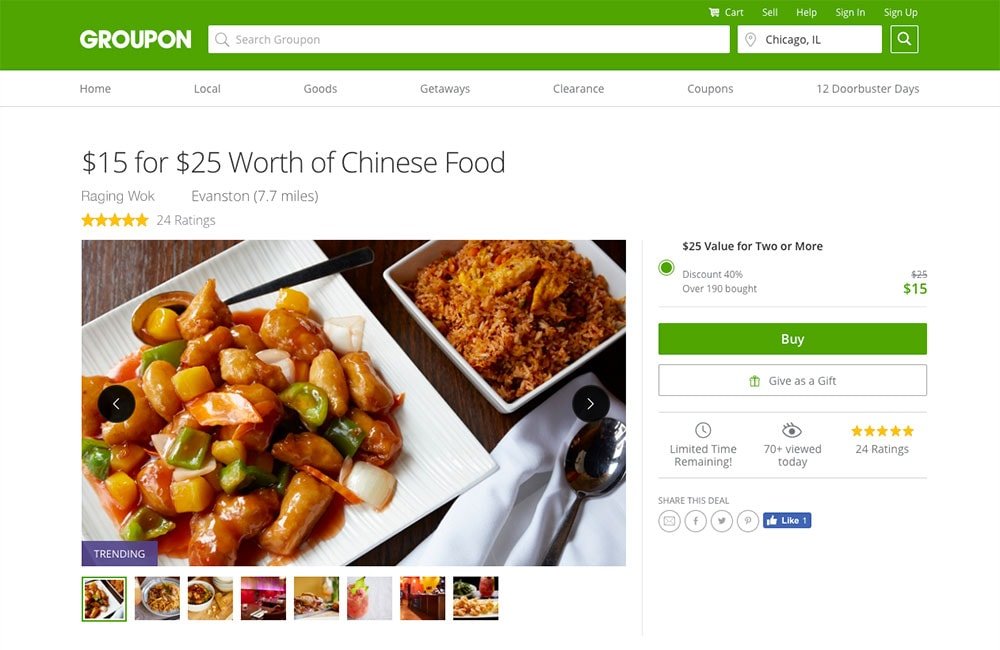 Cart Sell Help Sign In Sign Up
GROUPON Search Groupon Chicago, IL
Home Local Goods Getaways Clearance Coupons 12 Doorbuster Days
$15 for $25 Worth of Chinese Food
Raging Wok Evanston (7.7 miles)
24 Ratings
TRENDING
$25 Value for Two or More
Discount 40% $25
Over 190 bought $15
Buy
Give as a Gift
Limited Time
Remaining!
70+ viewed
today
24 Ratings
SHARE THIS DEAL
Like 1